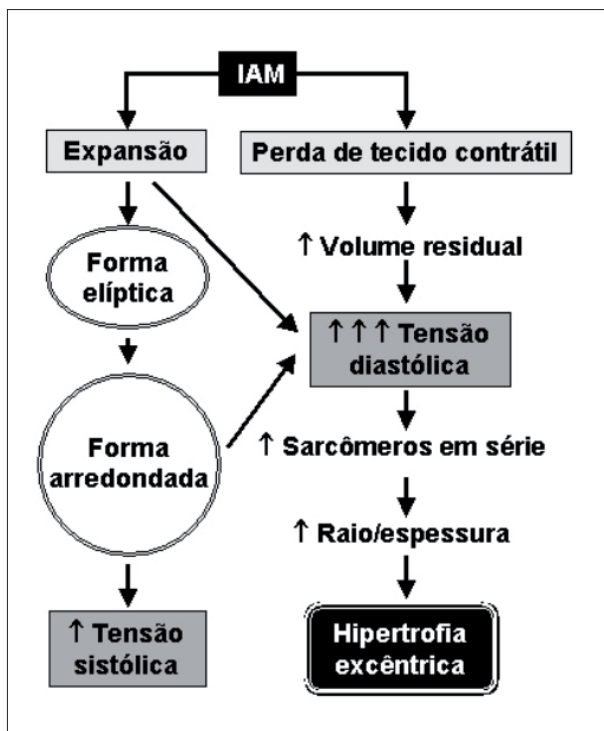 IAM
Expansão
Perda de tecido contrátil
↑ Volume residual
Forma
elíptica
↑ ↑ ↑ Tensão
diastólica
Forma
arredondada
↑ Sarcômeros em série
↑ Raio/espessura
↑ Tensão
sistólica
Hipertrofia
excêntrica